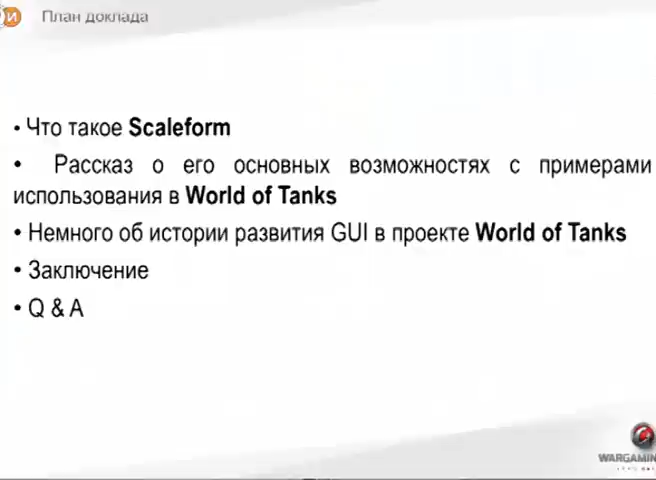 и План доклада
• Что такое Scaleform
• Рассказ о его основных возможностях с примерами
использования в World of Tanks
• Немного об истории развития GUI в проекте World of Tanks
• Заключение
• Q & A
WARGAMIN